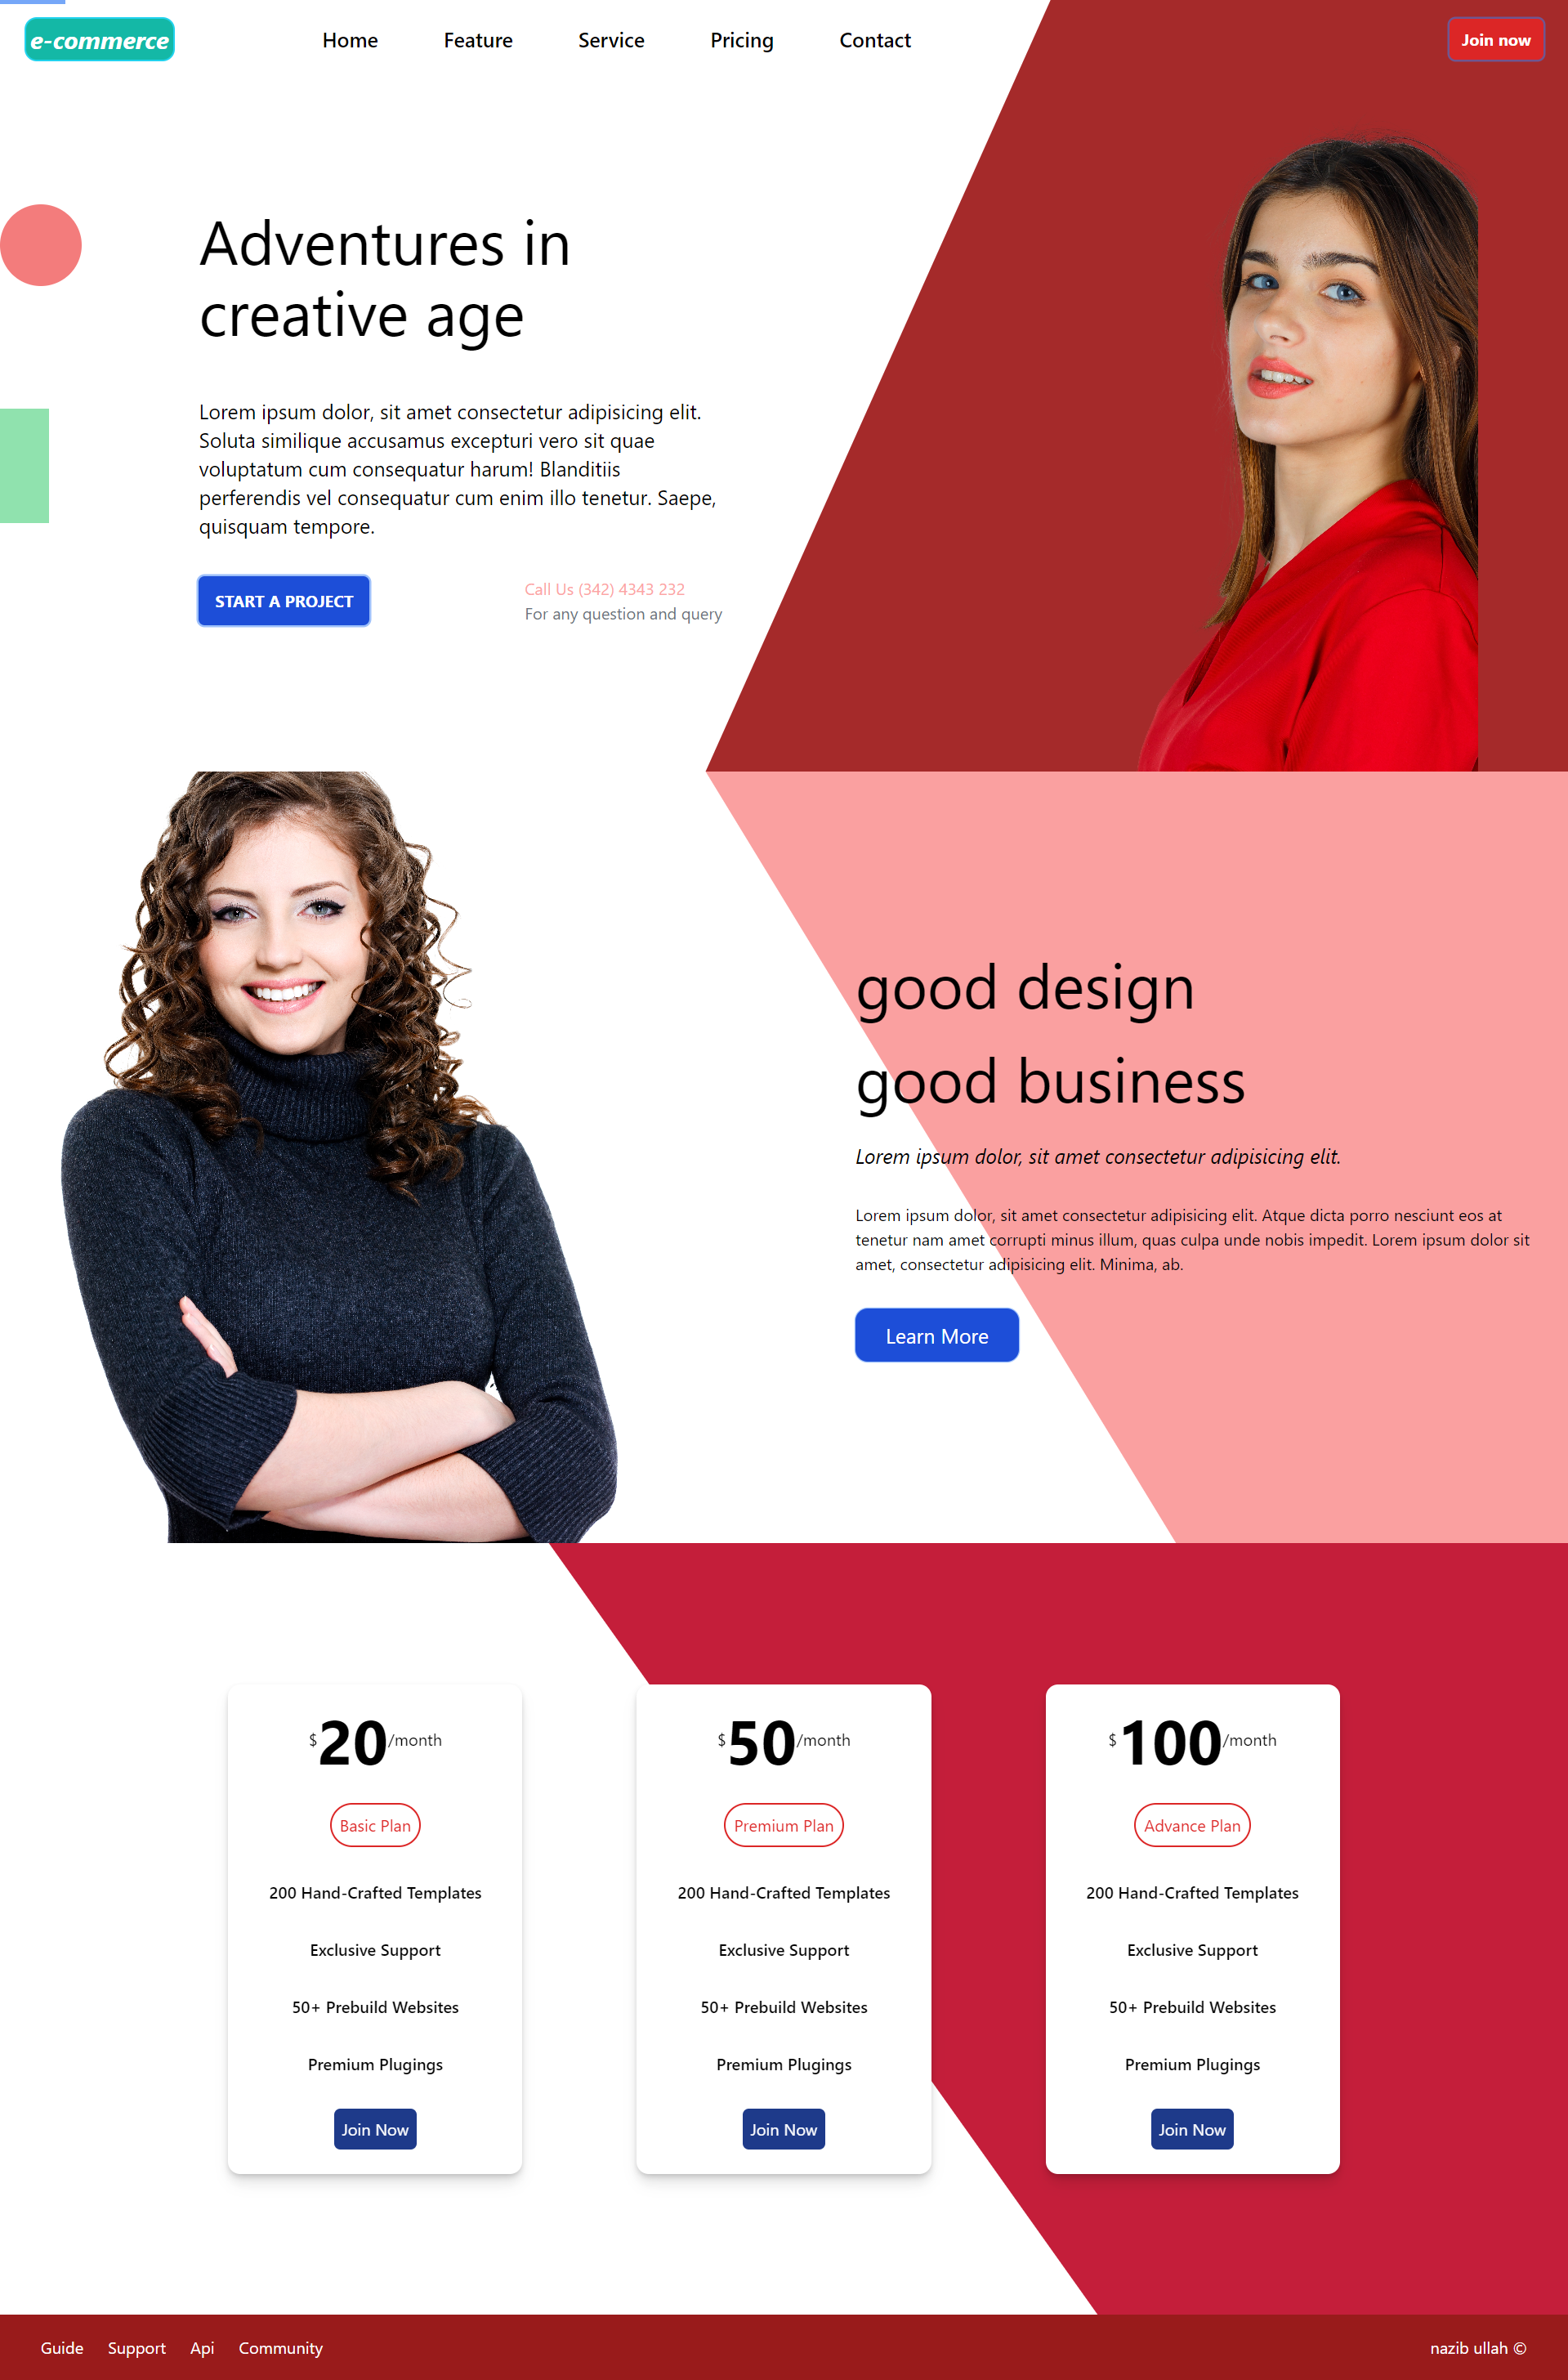 e-commerce
Home
Feature
Service
Pricing
Contact
Join now
Adventures in
creative age
Lorem ipsum dolor, sit amet consectetur adipisicing elit.
Soluta similique accusamus excepturi vero sit quae
voluptatum cum consequatur harum! Blanditiis
perferendis vel consequatur cum enim illo tenetur. Saepe,
quisquam tempore.
START A PROJECT
Call Us (342) 4343 232
For any question and query
good design
good business
Lorem ipsum dolor, sit amet consectetur adipisicing elit.
Lorem ipsum dolor, sit amet consectetur adipisicing elit. Atque dicta porro nesciunt eos at
tenetur nam amet corrupti minus illum, quas culpa unde nobis impedit. Lorem ipsum dolor sit
amet, consectetur adipisicing elit. Minima, ab.
Learn More
$20/month
Basic Plan
200 Hand-Crafted Templates
Exclusive Support
50+ Prebuild Websites
Premium Plugings
Join Now
$50/month
Premium Plan
200 Hand-Crafted Templates
Exclusive Support
50+ Prebuild Websites
Premium Plugings
Join Now
$100/month
Advance Plan
200 Hand-Crafted Templates
Exclusive Support
50+ Prebuild Websites
Premium Plugings
Join Now
Guide
Support
Api
Community
nazib ullah ©